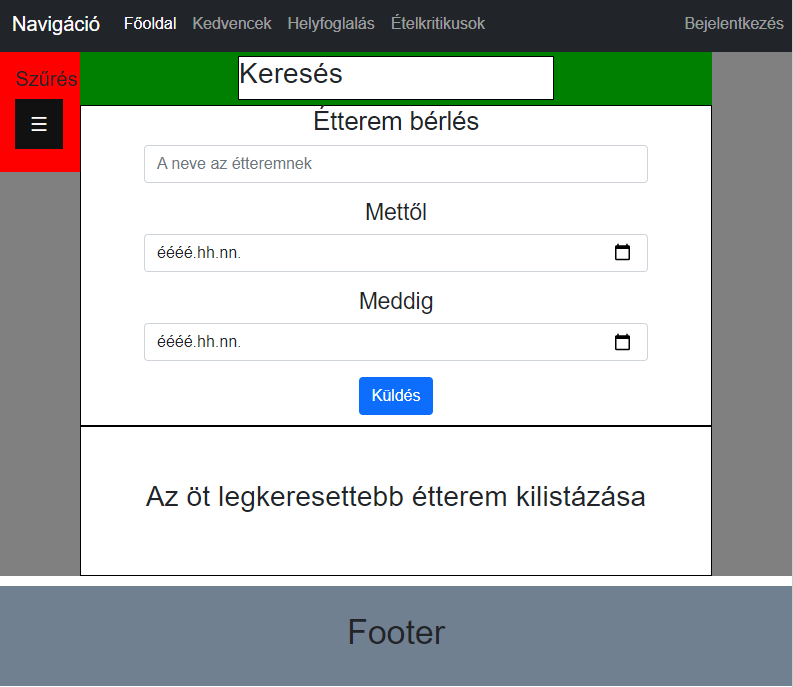 Navigáció Főoldal Kedvencek Helyfoglalás Ételkritikusok Bejelentkezés
Szűrés
☰
Keresés
Étterem bérlés
A neve az étteremnek
Mettől
éééé.hh.nn.
Meddig
éééé.hh.nn.
Küldés
Az öt legkeresettebb étterem kilistázása
Footer